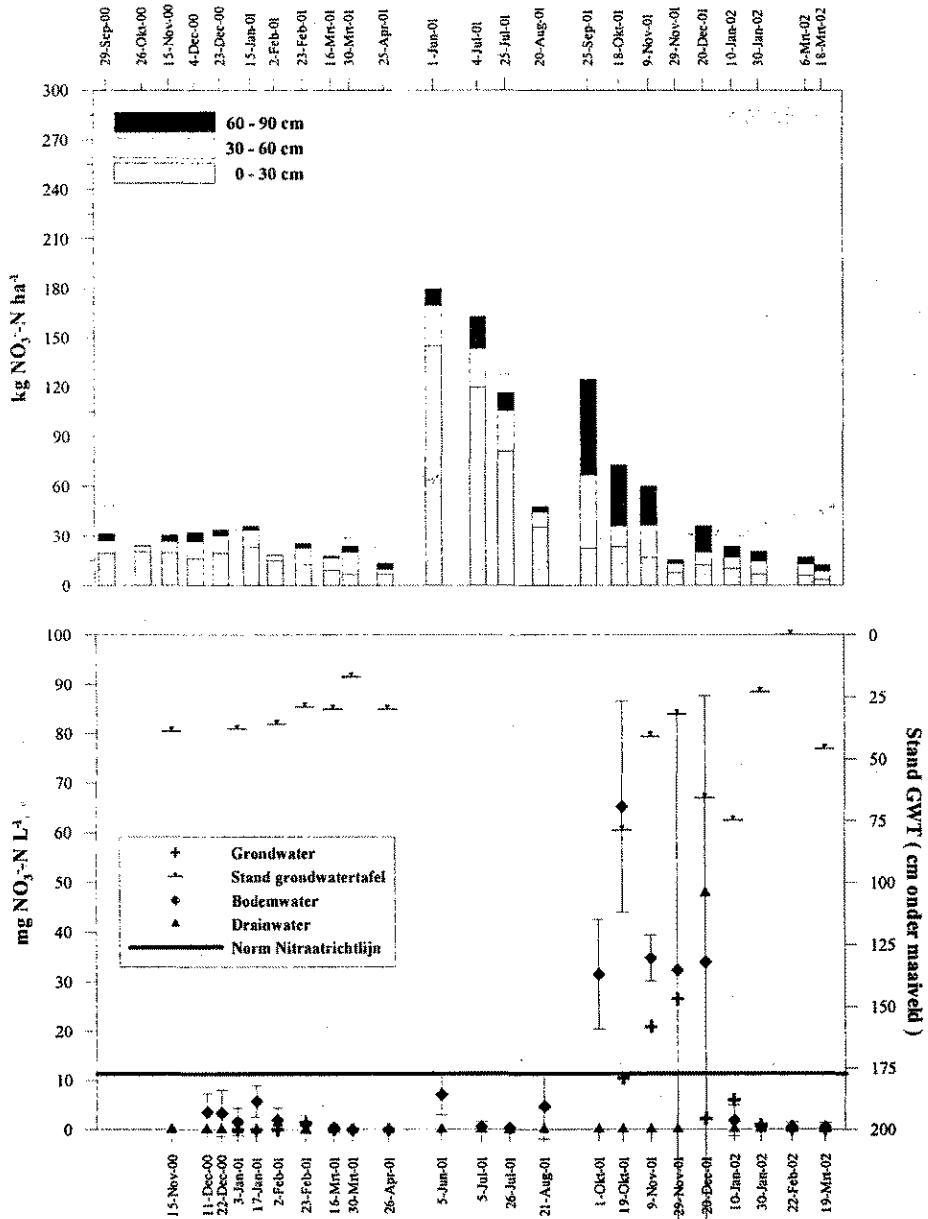 29-Sep-00
26-Okt-00
15-Nov-00
4-Dec-00
23-Dec-00
15-Jan-01
2-Feb-01
23-Feb-01
16-Mrt-01
30-Mrt-01
25-Apr-01
1-Jun-01
4-Jul-01
25-Jul-01
20-Aug-01
25-Sep-01
18-Okt-01
9-Nov-01
29-Nov-01
20-Dec-01
10-Jan-02
30-Jan-02
6-Mrt-02
18-Mrt-02
300
270
240
210
180
150
120
90
60
30
0
kg NO₃⁻-N ha⁻¹
60 - 90 cm
30 - 60 cm
0 - 30 cm
100
90
80
70
60
50
40
30
20
10
0
mg NO₃⁻-N L⁻¹
Grondwater
Stand grondwatertafel
Bodemwater
Drainwater
Norm Nitraatrichtlijn
0
25
50
75
100
125
150
175
200
Stand GWT ( cm onder maaiveld )
15-Nov-00
11-Dec-00
22-Dec-00
3-Jan-01
17-Jan-01
2-Feb-01
23-Feb-01
16-Mrt-01
30-Mrt-01
26-Apr-01
5-Jun-01
5-Jul-01
26-Jul-01
21-Aug-01
1-Okt-01
19-Okt-01
9-Nov-01
29-Nov-01
20-Dec-01
10-Jan-02
30-Jan-02
22-Feb-02
19-Mrt-02